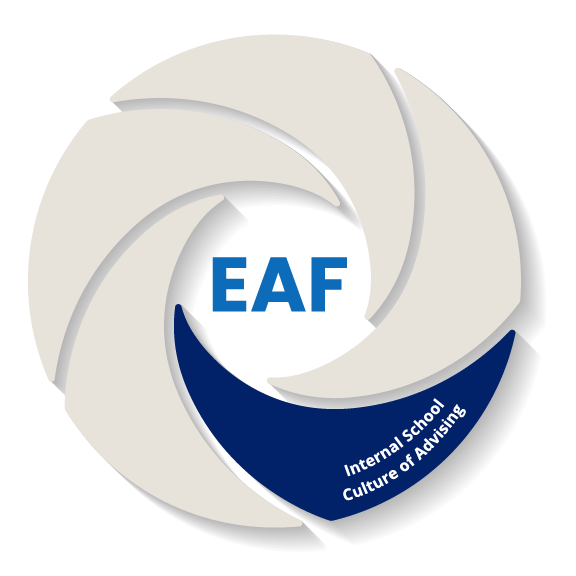 EAF
Internal School
Culture of Advising